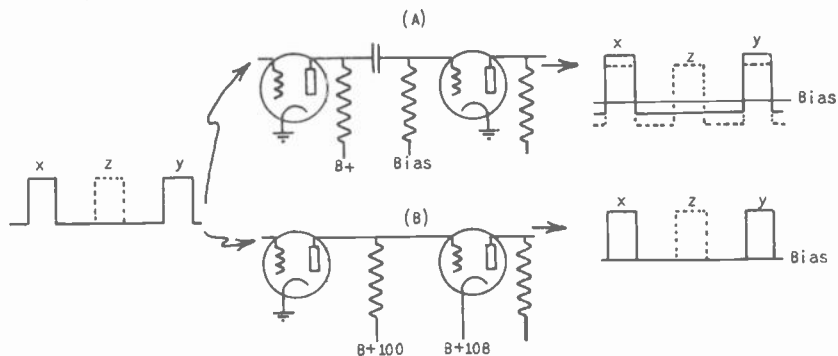 (A)
x z y
Bias
B+ Bias
x z y
(B)
x z y
Bias
B+100 B+108